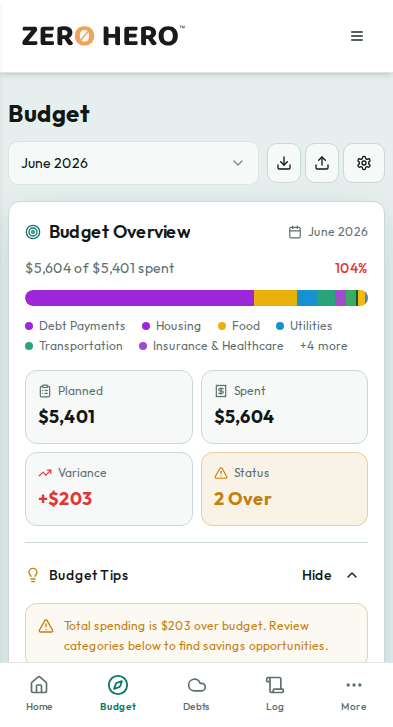 ZERO HERO™
Budget
June 2026
Budget Overview
June 2026
$5,604 of $5,401 spent
104%
Debt Payments
Housing
Food
Utilities
Transportation
Insurance & Healthcare
+4 more
Planned
$5,401
Spent
$5,604
Variance
+$203
Status
2 Over
Budget Tips
Hide
Total spending is $203 over budget. Review
categories below to find savings opportunities.
Home
Budget
Debts
Log
More